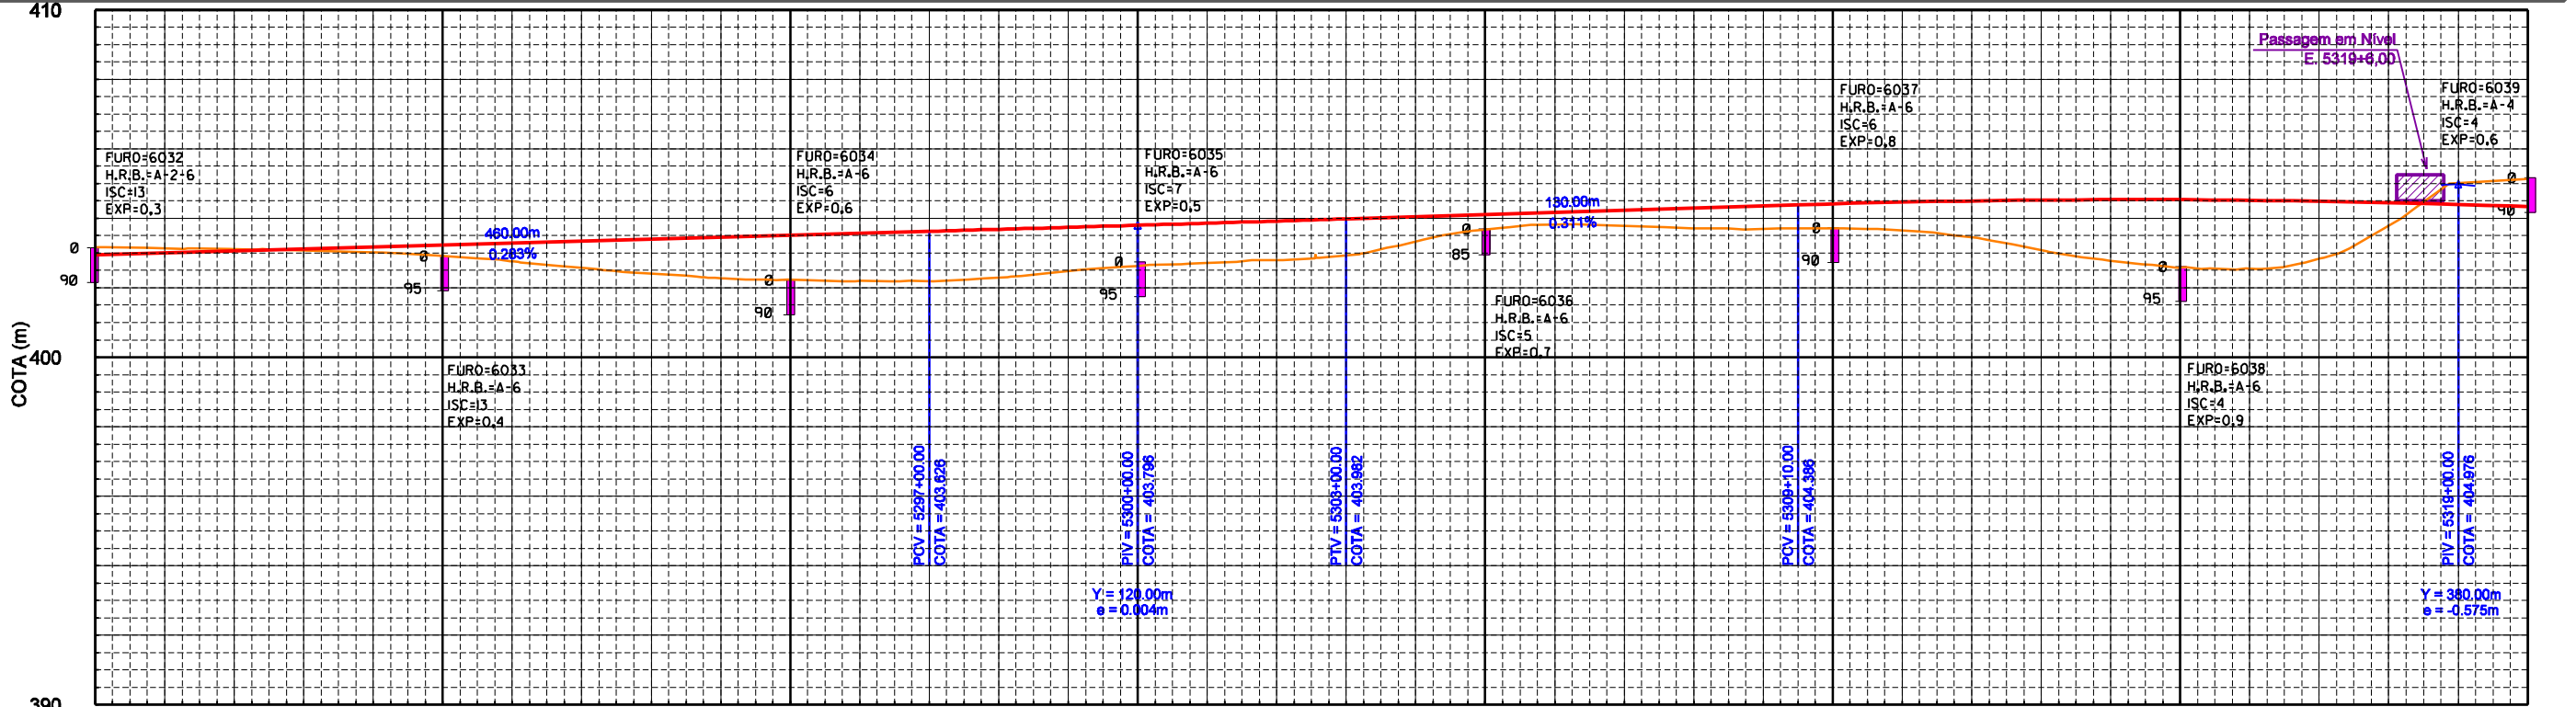 410
Passagem em Nível
E. 5319+6,00
FURO=6037
H.R.B.=A-6
ISC=6
EXP=0.8
FURO=6039
H.R.B.=A-4
ISC=4
EXP=0.6
FURO=6032
H.R.B.=A-2-6
ISC=13
EXP=0.3
FURO=6034
H.R.B.=A-6
ISC=6
EXP=0.6
FURO=6035
H.R.B.=A-6
ISC=7
EXP=0.5
0
90
460.00m
0.283%
130.00m
0.311%
0
90
0
95
0
90
0
95
0
85
0
90
0
95
FURO=6036
H.R.B.=A-6
ISC=5
EXP=0.7
COTA (m)
400
FURO=6033
H.R.B.=A-6
ISC=13
EXP=0.4
FURO=6038
H.R.B.=A-6
ISC=4
EXP=0.9
PCV = 5297+00.00
COTA = 403.626
PIV = 5300+00.00
COTA = 403.796
PTV = 5303+00.00
COTA = 403.982
PCV = 5309+10.00
COTA = 404.386
PIV = 5319+00.00
COTA = 404.976
Y = 120.00m
e = 0.004m
Y = 380.00m
e = -0.575m
390